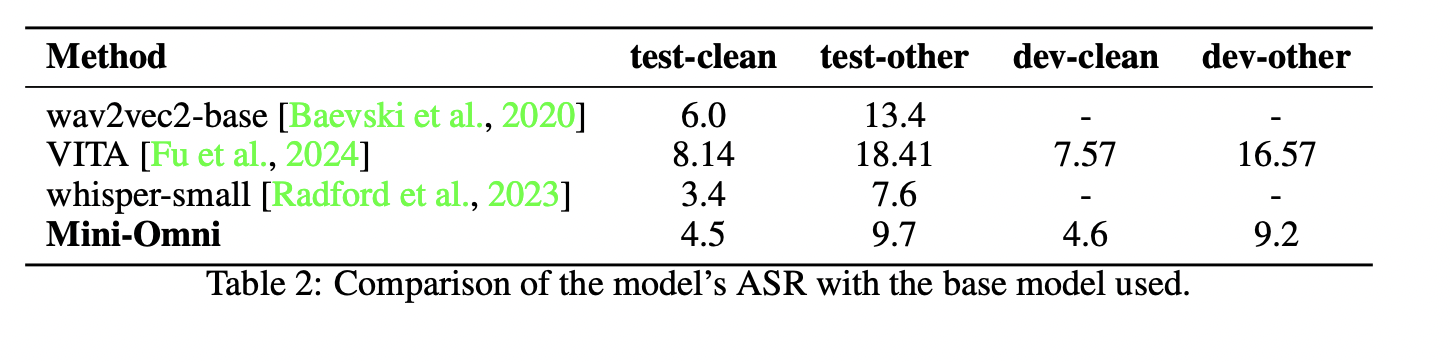 Method test-clean test-other dev-clean dev-other
wav2vec2-base [Baevski et al., 2020] 6.0 13.4 - -
VITA [Fu et al., 2024] 8.14 18.41 7.57 16.57
whisper-small [Radford et al., 2023] 3.4 7.6 - -
Mini-Omni 4.5 9.7 4.6 9.2
Table 2: Comparison of the model's ASR with the base model used.